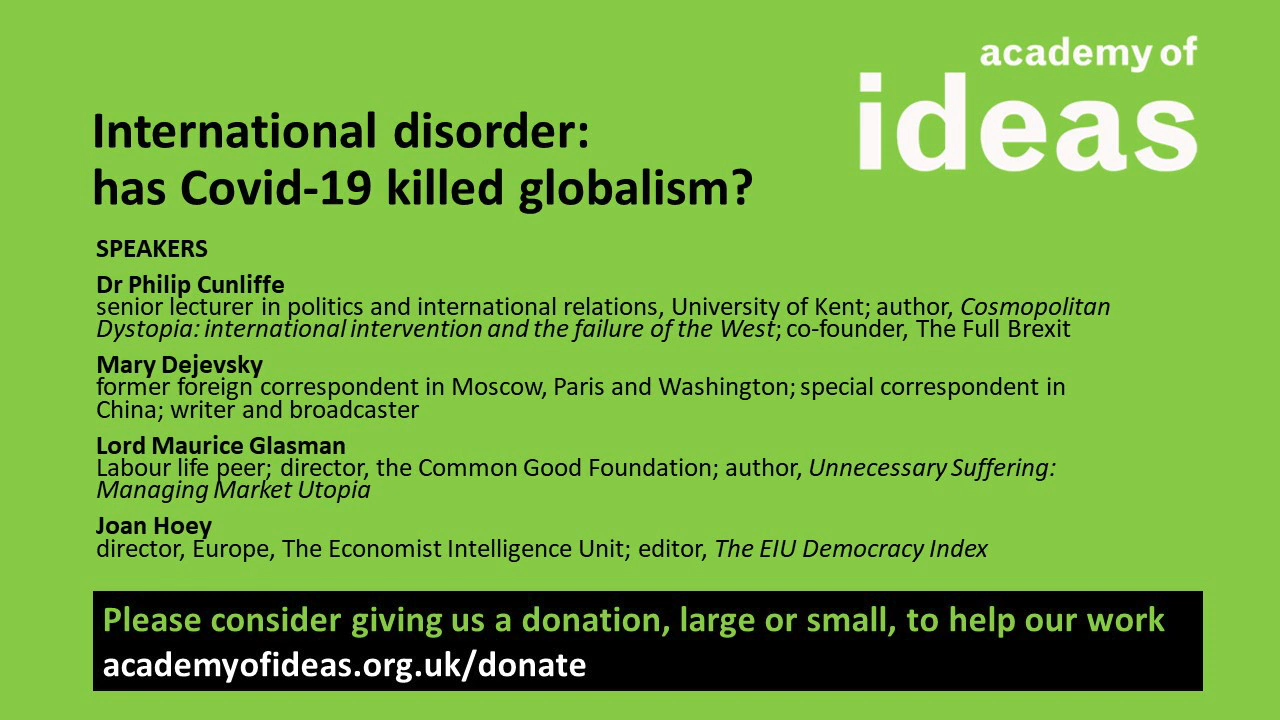 academy of
ideas
International disorder:
has Covid-19 killed globalism?
SPEAKERS
Dr Philip Cunliffe
senior lecturer in politics and international relations, University of Kent; author, Cosmopolitan
Dystopia: international intervention and the failure of the West; co-founder, The Full Brexit
Mary Dejevsky
former foreign correspondent in Moscow, Paris and Washington; special correspondent in
China; writer and broadcaster
Lord Maurice Glasman
Labour life peer; director, the Common Good Foundation; author, Unnecessary Suffering:
Managing Market Utopia
Joan Hoey
director, Europe, The Economist Intelligence Unit; editor, The EIU Democracy Index
Please consider giving us a donation, large or small, to help our work
academyofideas.org.uk/donate